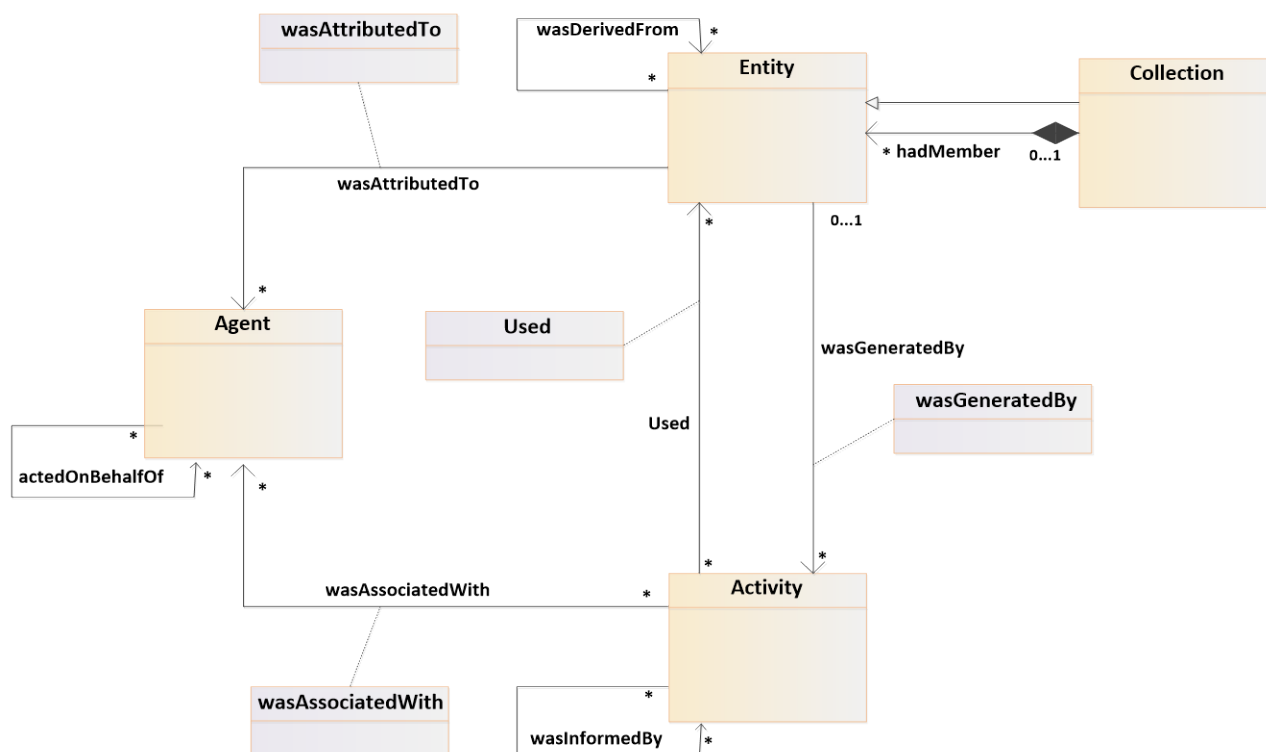 wasAttributedTo
wasDerivedFrom
*
*
Entity
Collection
* hadMember
0...1
wasAttributedTo
*
0...1
*
Agent
Used
wasGeneratedBy
wasGeneratedBy
Used
*
actedOnBehalfOf
*
*
*
*
wasAssociatedWith
*
Activity
wasAssociatedWith
*
wasInformedBy
*